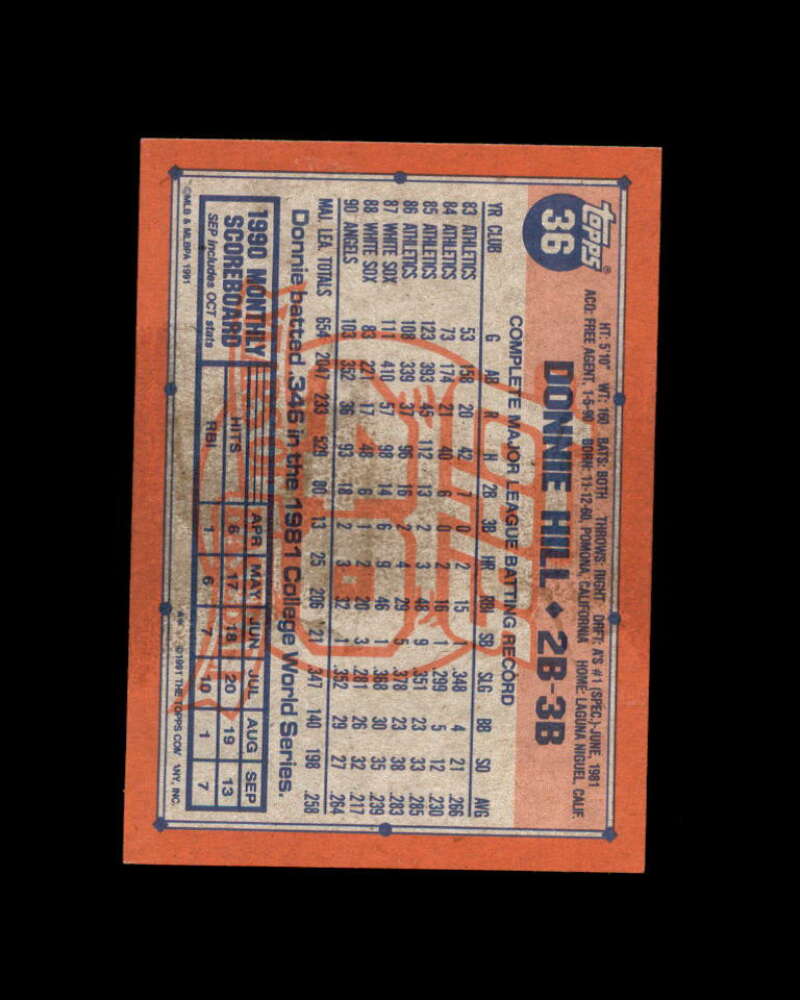 topps®
36
HT: 5'10" WT: 160 BATS: BOTH THROWS: RIGHT DRFT: A'S #1 (SPEC.)-JUNE, 1981
ACQ: FREE AGENT, 1-5-90 BORN: 11-12-60, POMONA, CALIFORNIA HOME: LAGUNA NIGUEL, CALIF.
DONNIE HILL ♦ 2B-3B
COMPLETE MAJOR LEAGUE BATTING RECORD
YR CLUB G AB R H 2B 3B HR RBI SB SLG BB SO AVG
83 ATHLETICS 53 158 20 42 7 0 2 15 1 .348 4 21 .266
84 ATHLETICS 73 174 21 40 6 0 2 16 1 .299 5 12 .230
85 ATHLETICS 123 393 45 112 13 2 3 48 9 .351 23 33 .285
86 ATHLETICS 108 339 37 96 16 2 4 29 5 .378 23 38 .283
87 WHITE SOX 111 410 57 98 14 6 9 46 1 .368 30 35 .239
88 WHITE SOX 83 221 17 48 6 1 2 20 3 .281 26 32 .217
90 ANGELS 103 352 36 93 18 2 3 32 1 .352 29 27 .264
MAJ. LEA. TOTALS 654 2047 233 529 80 13 25 206 21 .347 140 198 .258
Donnie batted .346 in the 1981 College World Series.
1990 MONTHLY SCOREBOARD
SEP includes OCT stats
APR MAY JUN JUL AUG SEP
HITS 6 17 18 20 19 13
RBI 1 6 7 10 1 7
©MLB & MLBPA 1991
©1991 THE TOPPS COMPANY, INC.